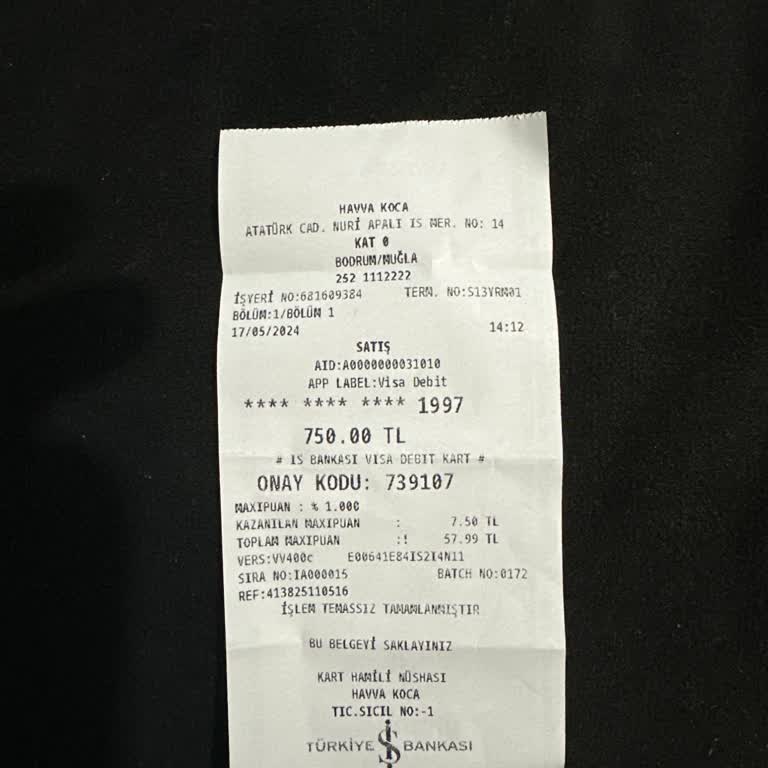 HAVVA KOCA
ATATÜRK CAD. NURİ APALI IS MER. NO: 14
KAT 0
BODRUM/MUĞLA
252 1112222
İŞYERİ NO:681609384 TERM. NO:S13YRM01
BÖLÜM:1/BÖLÜM 1
17/05/2024 14:12
SATIŞ
AID:A0000000031010
APP LABEL:Visa Debit
**** **** **** 1997
750.00 TL
# IS BANKASI VISA DEBIT KART #
ONAY KODU: 739107
MAXIPUAN : % 1.000
KAZANILAN MAXIPUAN : 7.50 TL
TOPLAM MAXIPUAN :! 57.99 TL
VERS:VV400c E00641E84IS2I4N11
SIRA NO:IA000015 BATCH NO:0172
REF:413825110516
İŞLEM TEMASSIZ TAMAMLANMIŞTIR
BU BELGEYİ SAKLAYINIZ
KART HAMİLİ NÜSHASI
HAVVA KOCA
TIC.SICIL NO:-1
TÜRKİYE İŞ BANKASI